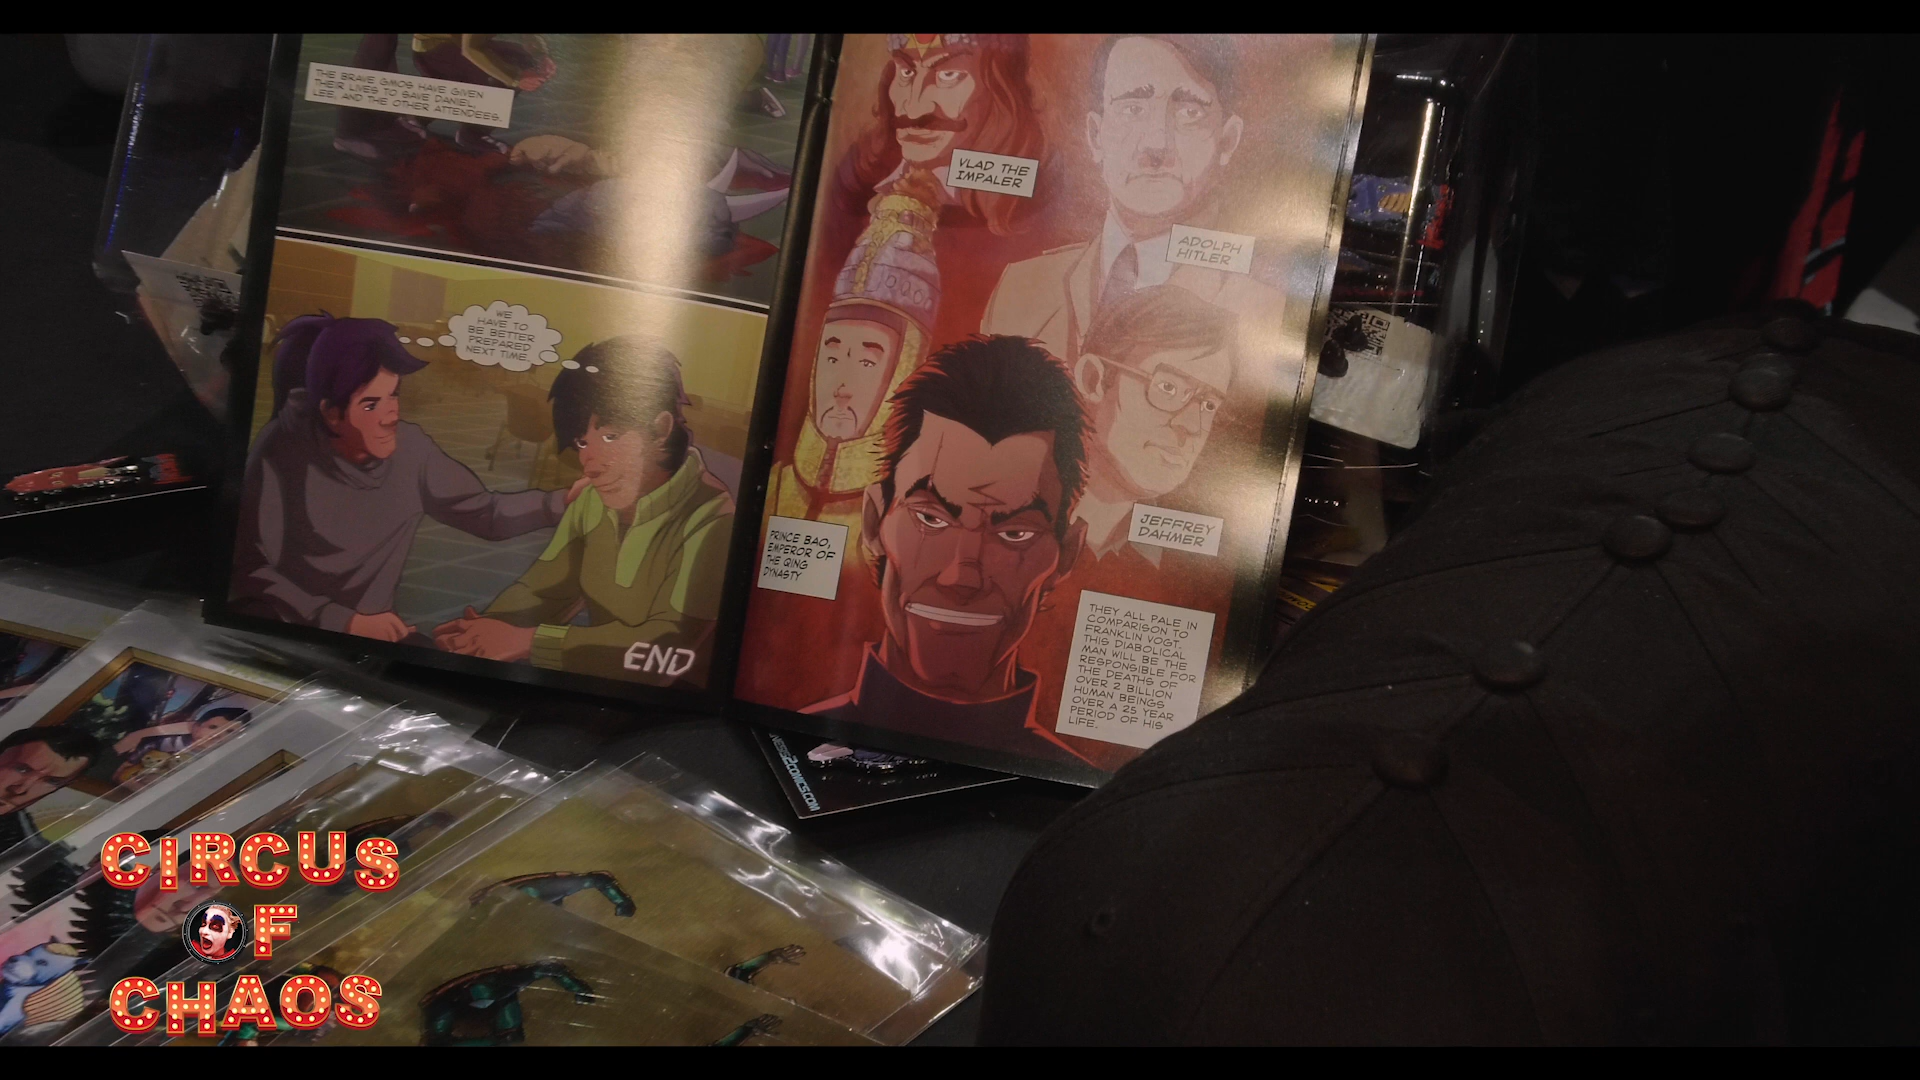 THE BRAVE GMOS HAVE GIVEN
THEIR LIVES TO SAVE DANIEL,
LEE, AND THE OTHER ATTENDEES.
WE
HAVE TO
BE BETTER
PREPARED
NEXT TIME.
END
VLAD THE
IMPALER
ADOLPH
HITLER
JEFFREY
DAHMER
PRINCE BAO,
EMPEROR OF
THE QING
DYNASTY
THEY ALL PALE IN
COMPARISON TO
FRANKLIN VOGT.
THIS DIABOLICAL
MAN WILL BE THE
RESPONSIBLE FOR
THE DEATHS OF
OVER 2 BILLION
HUMAN BEINGS
OVER A 25 YEAR
PERIOD OF HIS
LIFE.
CIRCUS
OF
CHAOS